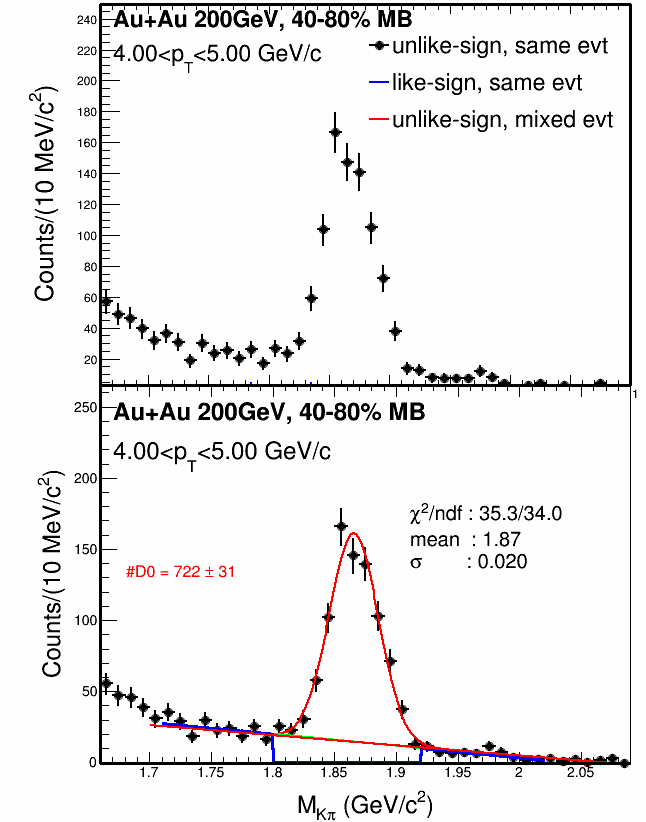 Au+Au 200GeV, 40-80% MB
4.00<p_T<5.00 GeV/c
unlike-sign, same evt
like-sign, same evt
unlike-sign, mixed evt
Counts/(10 MeV/c²)
240
220
200
180
160
140
120
100
80
60
40
20
1
Au+Au 200GeV, 40-80% MB
4.00<p_T<5.00 GeV/c
χ²/ndf : 35.3/34.0
mean : 1.87
σ : 0.020
#D0 = 722 ± 31
Counts/(10 MeV/c²)
250
200
150
100
50
0
1.7 1.75 1.8 1.85 1.9 1.95 2 2.05
M_Kπ (GeV/c²)